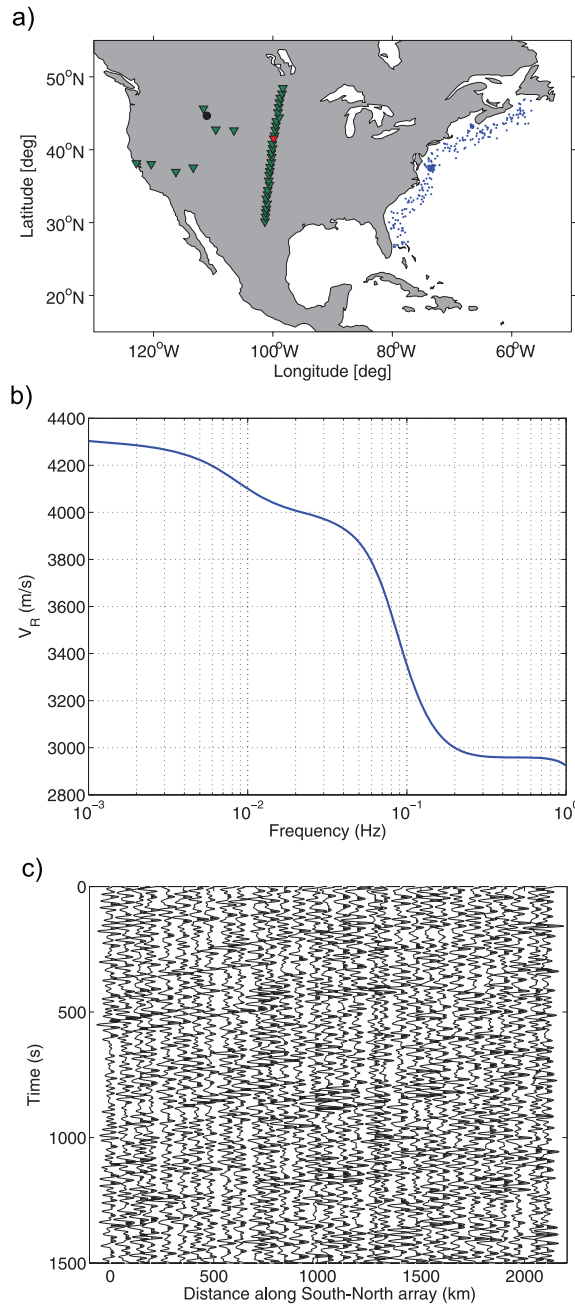 a)
50°N
40°N
30°N
20°N
Latitude [deg]
120°W 100°W 80°W 60°W
Longitude [deg]
b)
4400
4200
4000
3800
3600
3400
3200
3000
2800
V_R (m/s)
10⁻³ 10⁻² 10⁻¹ 10⁰
Frequency (Hz)
c)
0
500
1000
1500
Time (s)
0 500 1000 1500 2000
Distance along South-North array (km)